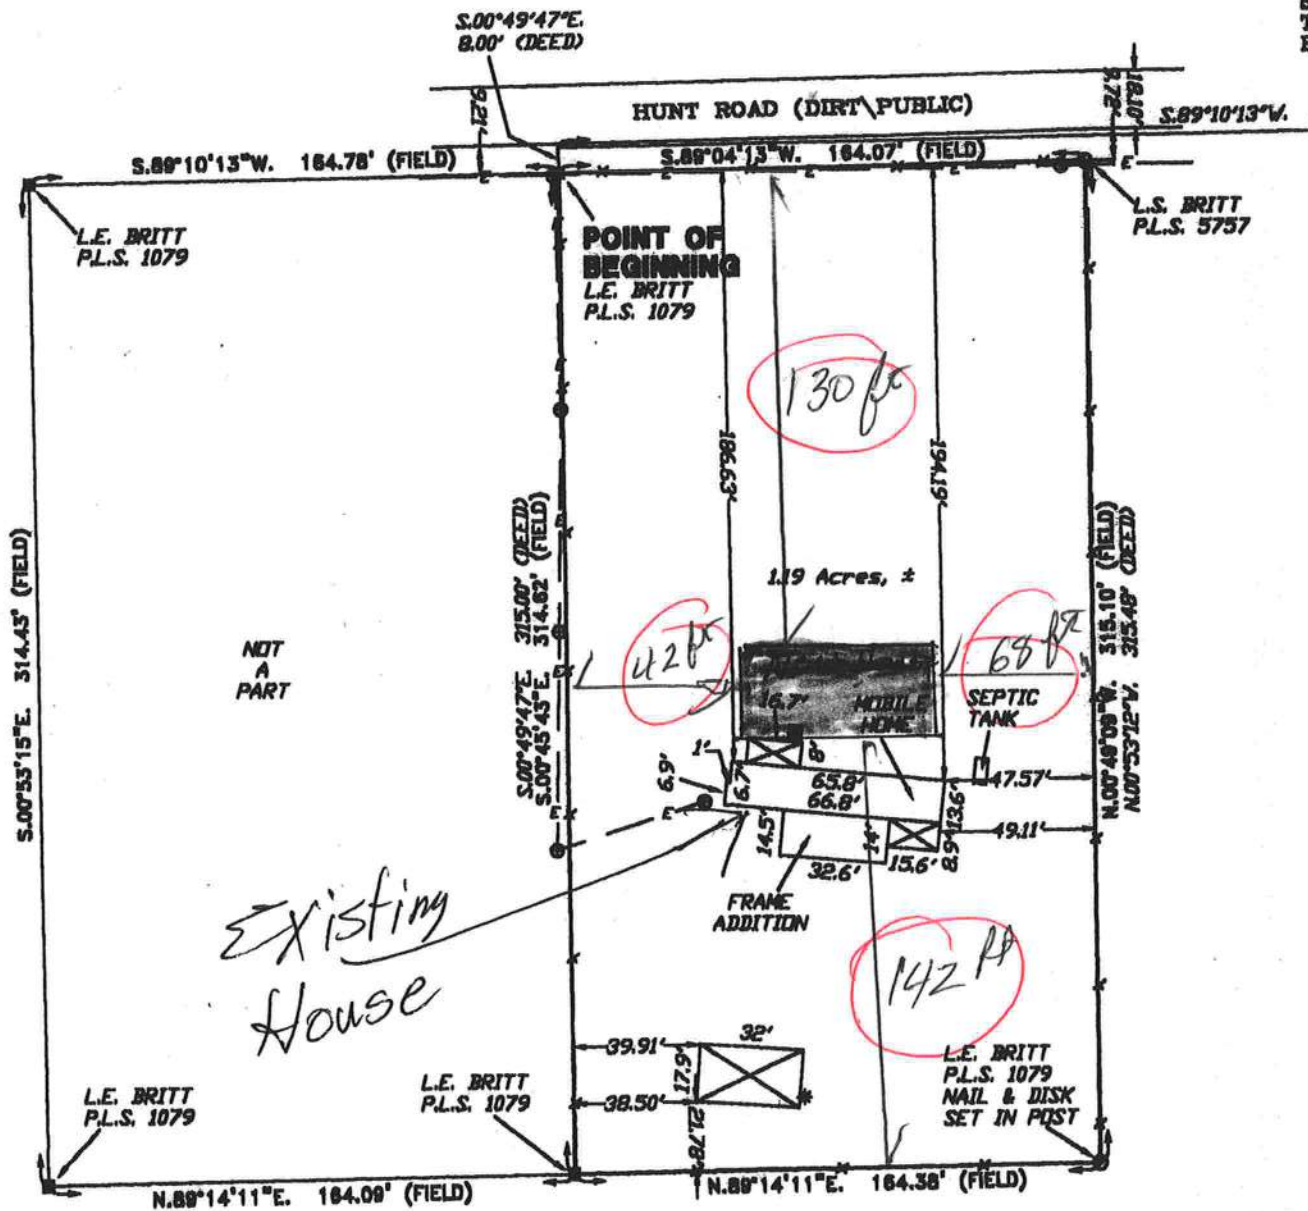 S.00°49'47"E.
8.00' (DEED)
HUNT ROAD (DIRT\PUBLIC)
9.21'
9.72'
18.10'
S.89°10'13"W.
S.89°10'13"W. 164.78' (FIELD)
S.89°04'13"W. 164.07' (FIELD)
L.E. BRITT
P.L.S. 1079
POINT OF
BEGINNING
L.E. BRITT
P.L.S. 1079
L.S. BRITT
P.L.S. 5757
130 ft
186.63'
194.19'
S.00°53'15"E. 314.43' (FIELD)
S.00°49'47"E. 315.00' (DEED)
S.00°45'43"E. 314.62' (FIELD)
N.00°49'09"W. 315.10' (FIELD)
N.00°53'12"W. 315.48' (DEED)
1.19 Acres, ±
NOT
A
PART
42 ft
68 ft
16.7'
MOBILE
HOME
SEPTIC
TANK
1'
8'
6.7'
6.9'
65.8'
66.8'
47.57'
13.6'
49.11'
14.5'
14'
8.9'
32.6'
15.6'
FRAME
ADDITION
Existing
House
142 ft
39.91'
32'
17.9'
38.50'
21.78'
L.E. BRITT
P.L.S. 1079
L.E. BRITT
P.L.S. 1079
L.E. BRITT
P.L.S. 1079
NAIL & DISK
SET IN POST
N.89°14'11"E. 164.09' (FIELD)
N.89°14'11"E. 164.38' (FIELD)